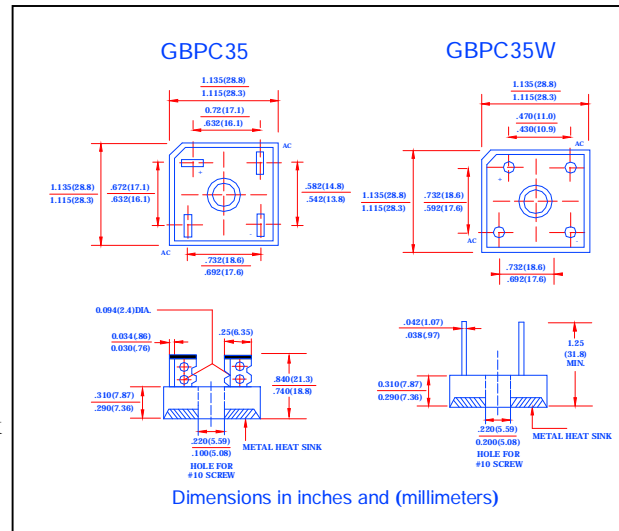 GBPC35
GBPC35W
1.135(28.8)
1.115(28.3)
0.72(17.1)
.632(16.1)
AC
1.135(28.8)
1.115(28.3)
.672(17.1)
.632(16.1)
+
.582(14.8)
.542(13.8)
AC
-
.732(18.6)
.692(17.6)
1.135(28.8)
1.115(28.3)
.470(11.0)
.430(10.9)
AC
1.135(28.8)
1.115(28.3)
.732(18.6)
.592(17.6)
+
AC
-
.732(18.6)
.692(17.6)
0.094(2.4)DIA.
0.034(.86)
0.030(.76)
.25(6.35)
.310(7.87)
.290(7.36)
.840(21.3)
.740(18.8)
.220(5.59)
.100(5.08)
METAL HEAT SINK
HOLE FOR
#10 SCREW
.042(1.07)
.038(.97)
1.25
(31.8)
MIN.
0.310(7.87)
0.290(7.36)
.220(5.59)
0.200(5.08)
METAL HEAT SINK
HOLE FOR
#10 SCREW
Dimensions in inches and (millimeters)